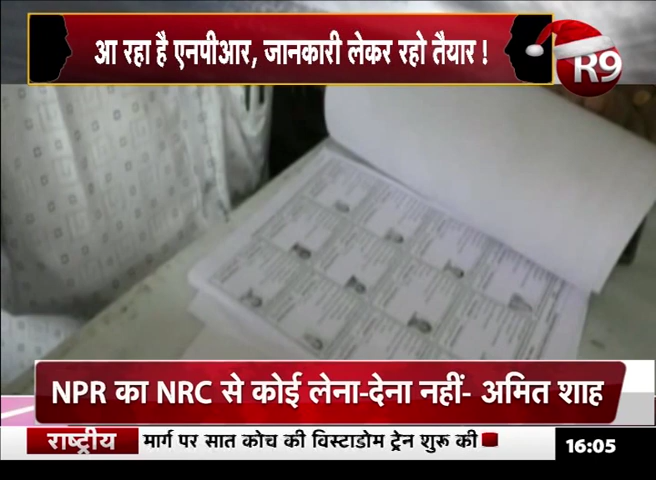 आ रहा है एनपीआर, जानकारी लेकर रहो तैयार !
R9
NPR का NRC से कोई लेना-देना नहीं- अमित शाह
राष्ट्रीय
मार्ग पर सात कोच की विस्टाडोम ट्रेन शुरू की
16:05